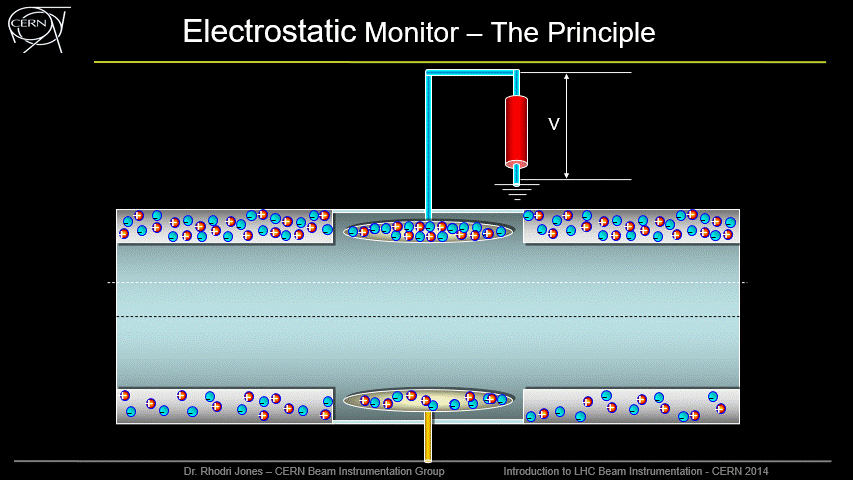 CERN
Electrostatic Monitor – The Principle
V
Dr. Rhodri Jones – CERN Beam Instrumentation Group
Introduction to LHC Beam Instrumentation - CERN 2014